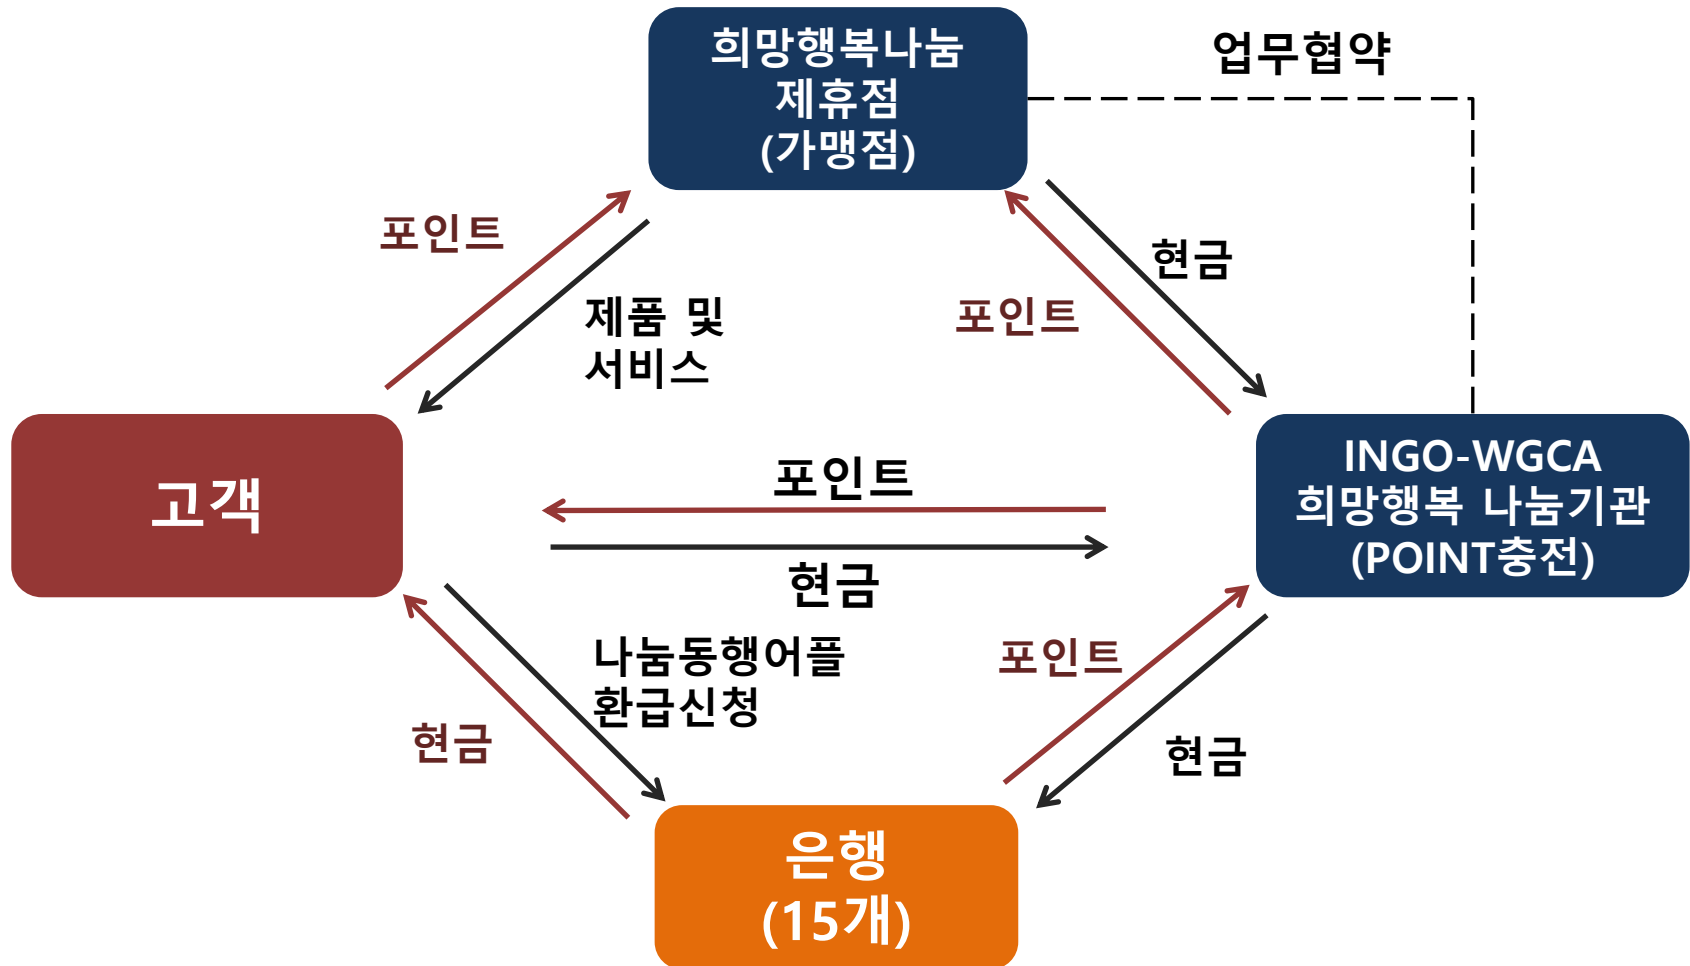 희망행복나눔
제휴점
(가맹점)
업무협약
포인트
제품 및
서비스
현금
포인트
고객
포인트
현금
INGO-WGCA
희망행복 나눔기관
(POINT충전)
나눔동행어플
환급신청
현금
포인트
현금
은행
(15개)